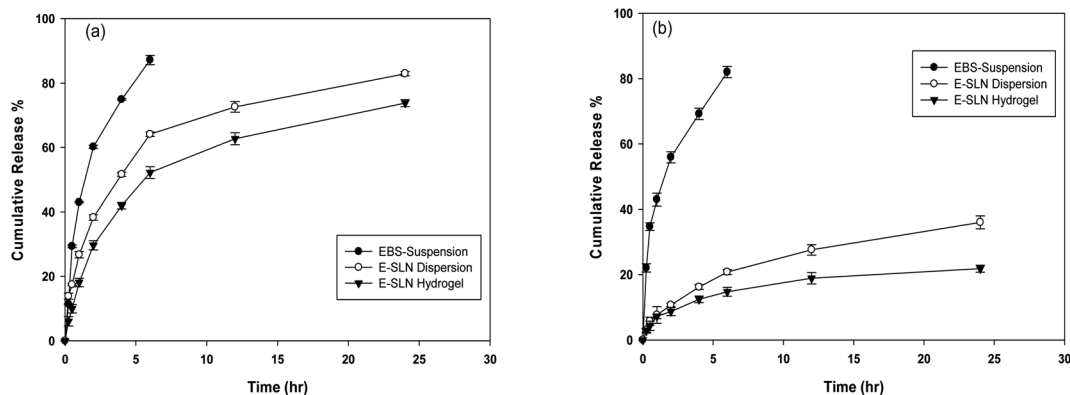 (a)
100
80
60
40
20
0
Cumulative Release %
EBS-Suspension
E-SLN Dispersion
E-SLN Hydrogel
0 5 10 15 20 25 30
Time (hr)
(b)
100
80
60
40
20
0
Cumulative Release %
EBS-Suspension
E-SLN Dispersion
E-SLN Hydrogel
0 5 10 15 20 25 30
Time (hr)